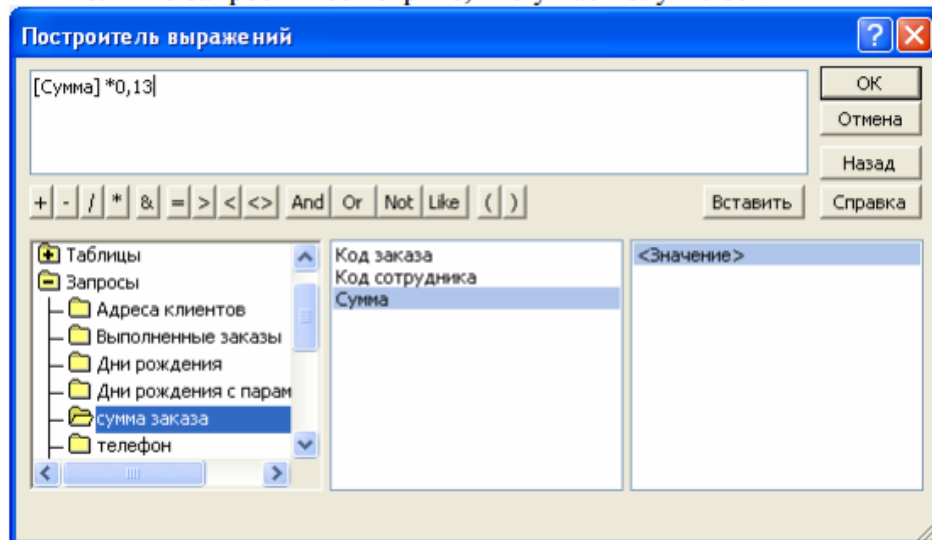 Построитель выражений
[Сумма] *0,13
ОК
Отмена
Назад
+ - / * & = > < <> And Or Not Like ( )
Вставить
Справка
Таблицы
Запросы
Адреса клиентов
Выполненные заказы
Дни рождения
Дни рождения с парам
сумма заказа
телефон
Код заказа
Код сотрудника
Сумма
<Значение>